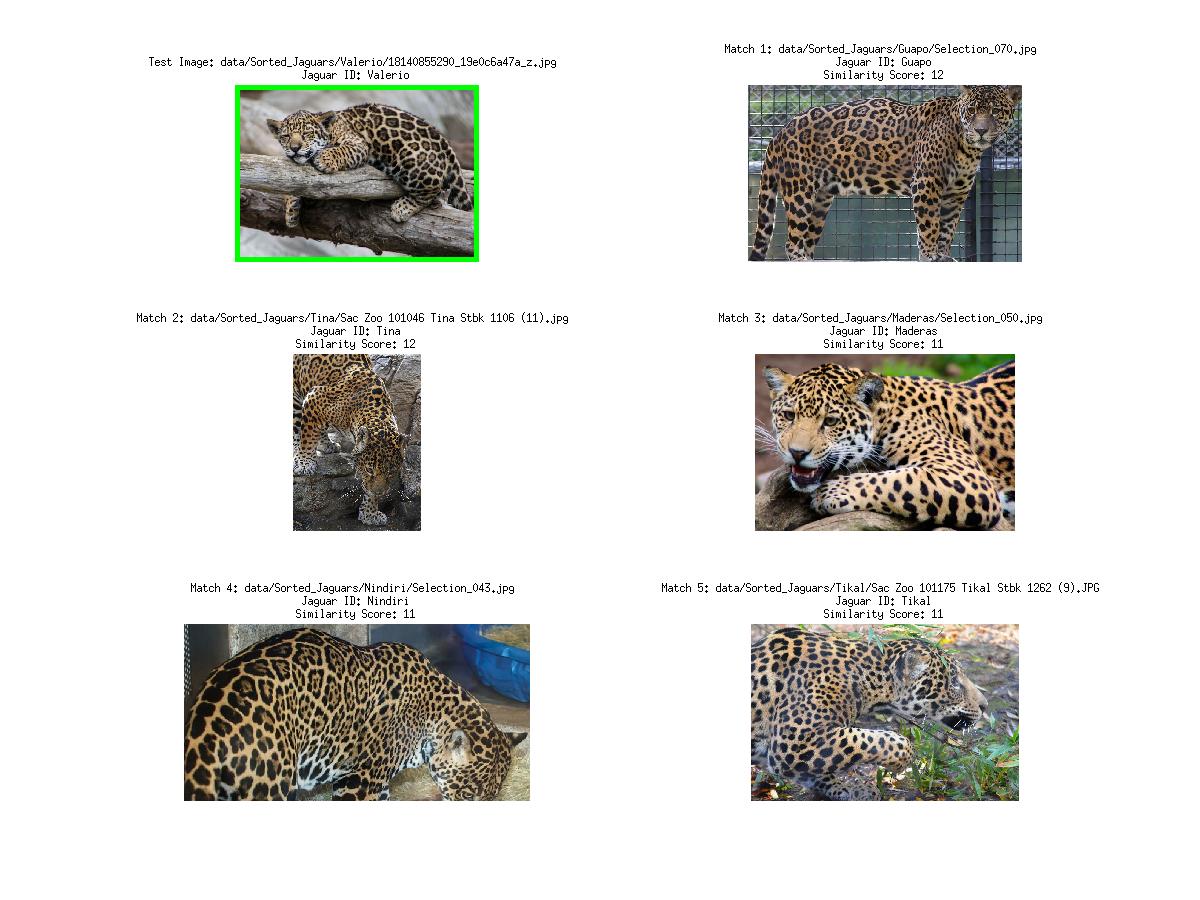 Test Image: data/Sorted_Jaguars/Valerio/18140855290_19e0c6a47a_z.jpg
Jaguar ID: Valerio
Match 1: data/Sorted_Jaguars/Guapo/Selection_070.jpg
Jaguar ID: Guapo
Similarity Score: 12
Match 2: data/Sorted_Jaguars/Tina/Sac Zoo 101046 Tina Stbk 1106 (11).jpg
Jaguar ID: Tina
Similarity Score: 12
Match 3: data/Sorted_Jaguars/Maderas/Selection_050.jpg
Jaguar ID: Maderas
Similarity Score: 11
Match 4: data/Sorted_Jaguars/Nindiri/Selection_043.jpg
Jaguar ID: Nindiri
Similarity Score: 11
Match 5: data/Sorted_Jaguars/Tikal/Sac Zoo 101175 Tikal Stbk 1262 (9).JPG
Jaguar ID: Tikal
Similarity Score: 11